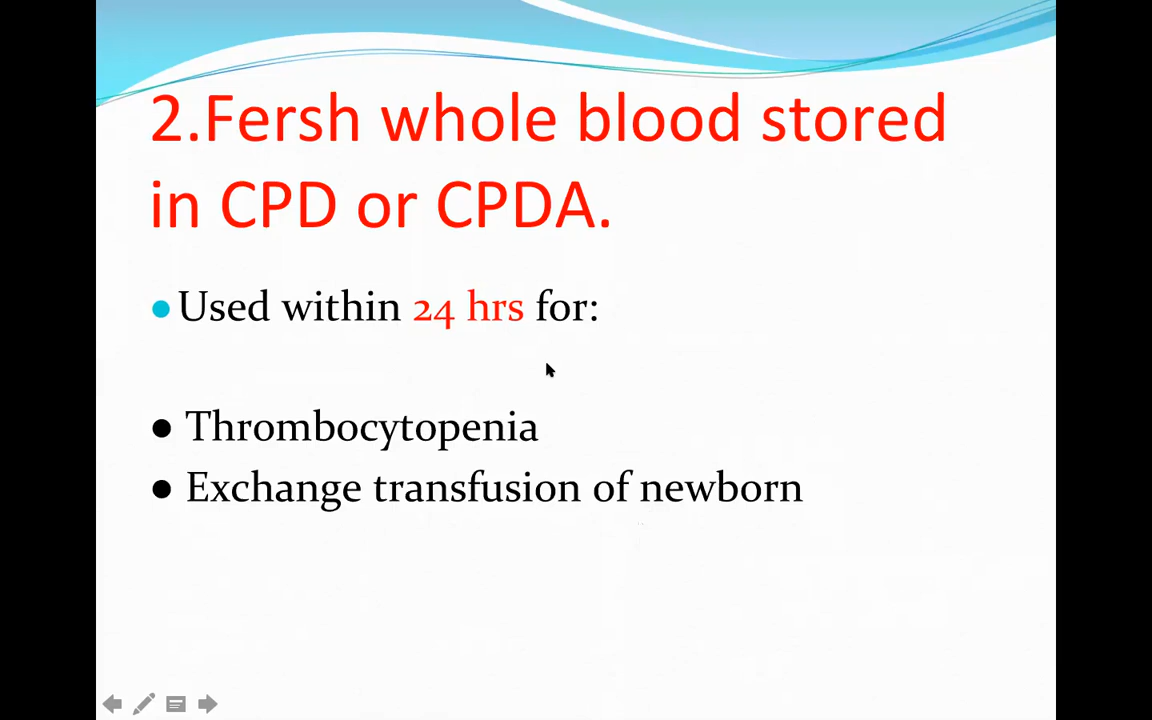 2.Fersh whole blood stored
in CPD or CPDA.
•Used within 24 hrs for:
• Thrombocytopenia
• Exchange transfusion of newborn